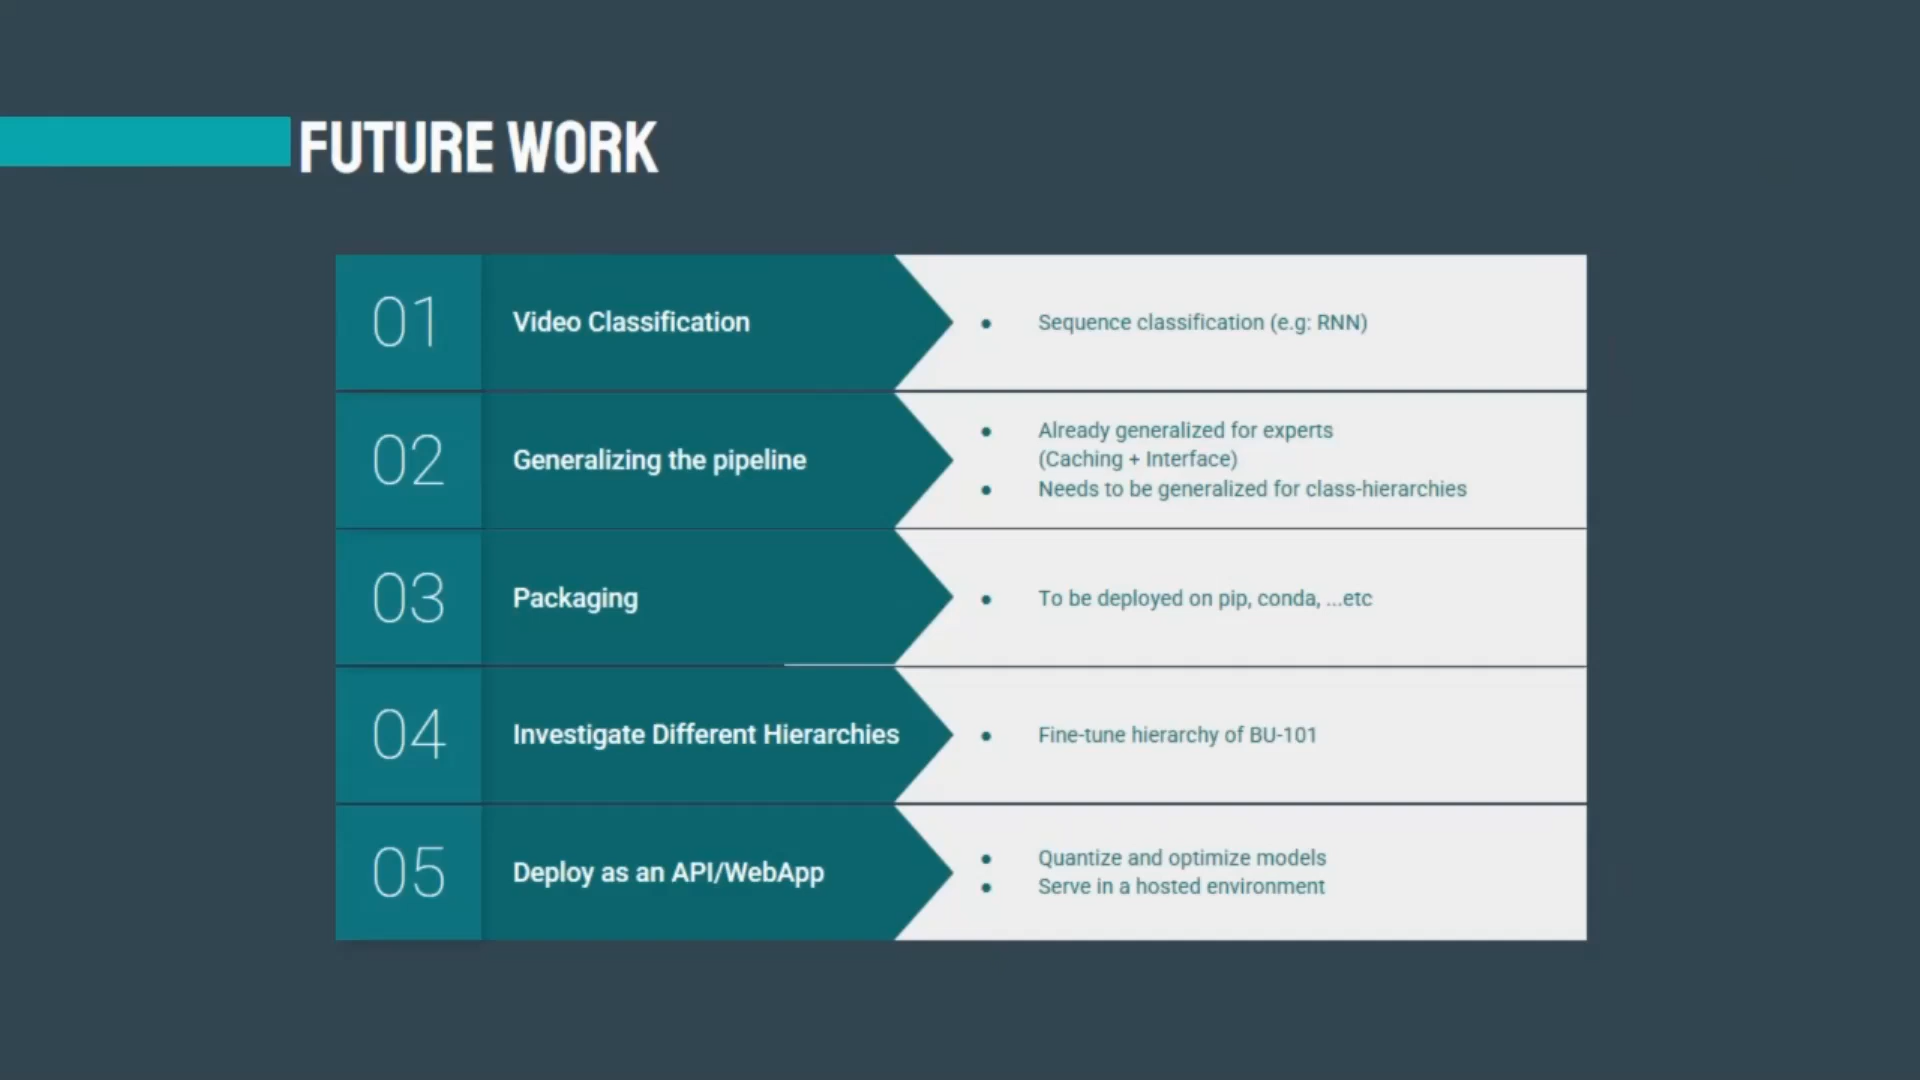 FUTURE WORK
01
Video Classification
● Sequence classification (e.g: RNN)
02
Generalizing the pipeline
● Already generalized for experts
(Caching + Interface)
● Needs to be generalized for class-hierarchies
03
Packaging
● To be deployed on pip, conda, ...etc
04
Investigate Different Hierarchies
● Fine-tune hierarchy of BU-101
05
Deploy as an API/WebApp
● Quantize and optimize models
● Serve in a hosted environment